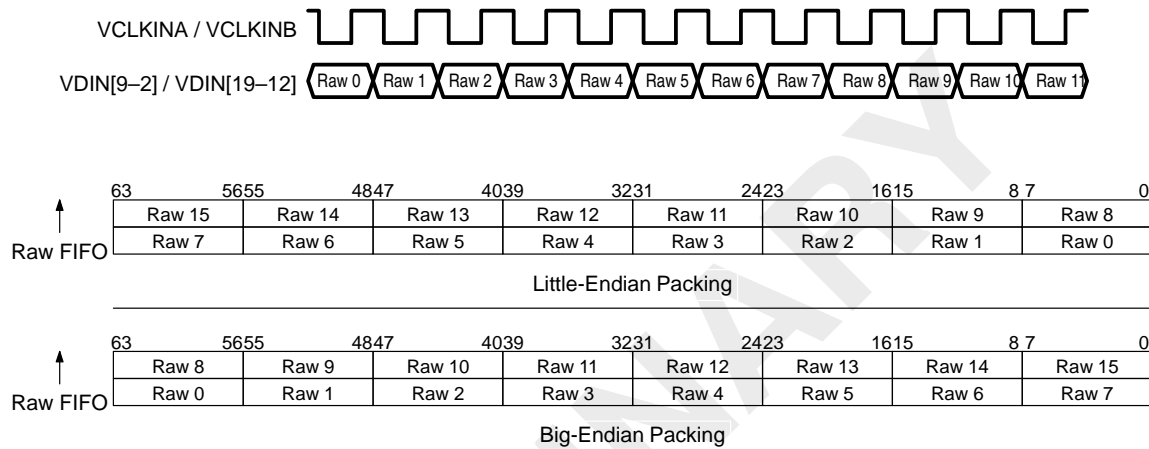 VCLKINA / VCLKINB
VDIN[9–2] / VDIN[19–12] Raw 0 Raw 1 Raw 2 Raw 3 Raw 4 Raw 5 Raw 6 Raw 7 Raw 8 Raw 9 Raw 10 Raw 11
63 5655 4847 4039 3231 2423 1615 8 7 0
Raw 15 Raw 14 Raw 13 Raw 12 Raw 11 Raw 10 Raw 9 Raw 8
Raw FIFO Raw 7 Raw 6 Raw 5 Raw 4 Raw 3 Raw 2 Raw 1 Raw 0
Little-Endian Packing
63 5655 4847 4039 3231 2423 1615 8 7 0
Raw 8 Raw 9 Raw 10 Raw 11 Raw 12 Raw 13 Raw 14 Raw 15
Raw FIFO Raw 0 Raw 1 Raw 2 Raw 3 Raw 4 Raw 5 Raw 6 Raw 7
Big-Endian Packing